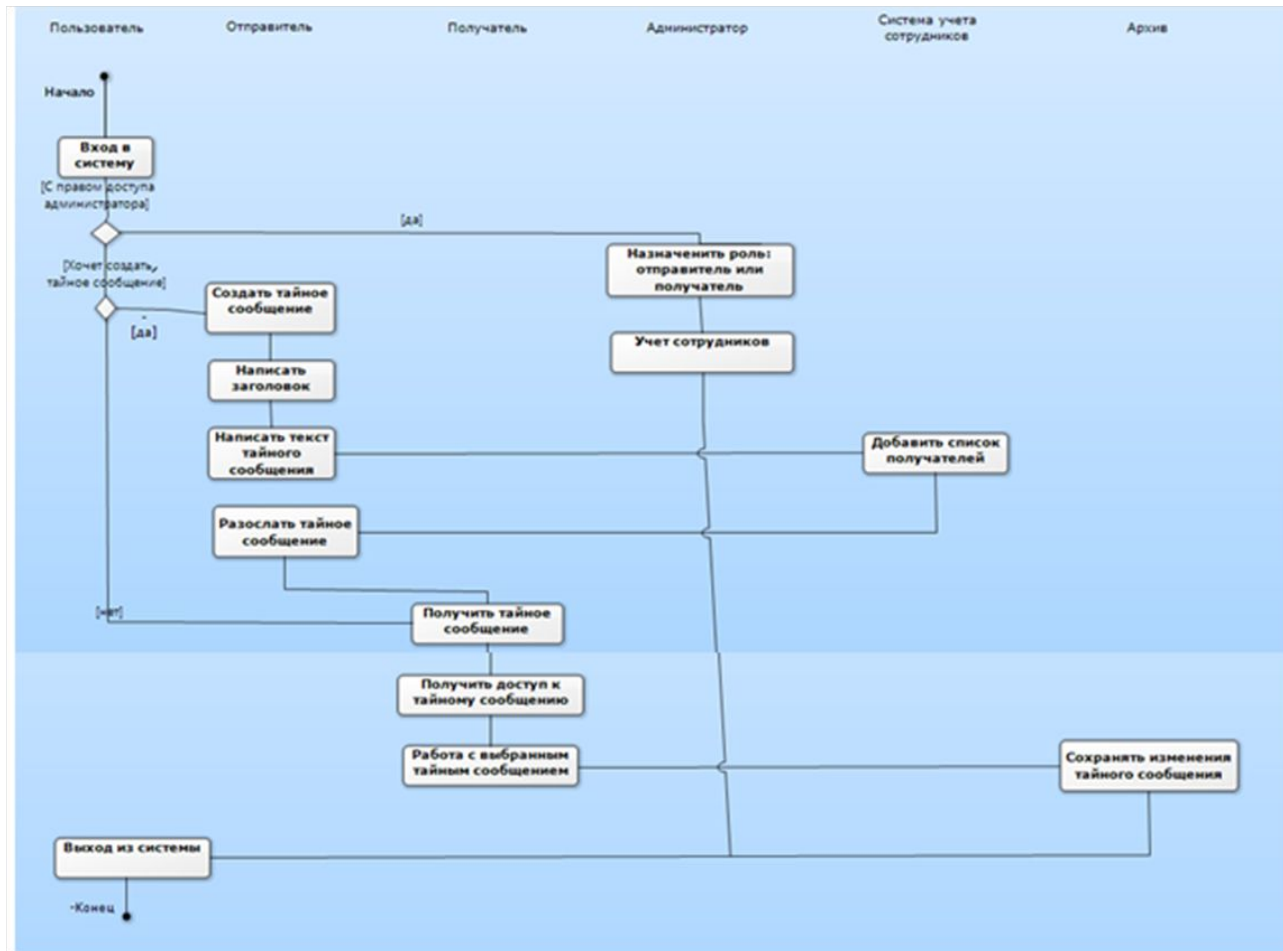 Пользователь
Отправитель
Получатель
Администратор
Система учета
сотрудников
Архив
Начало
Вход в
систему
[С правом доступа
администратора]
[да]
Назначенить роль:
отправитель или
получатель
[Хочет создать,
тайное сообщение]
Создать тайное
сообщение
-
[да]
Учет сотрудников
Написать
заголовок
Написать текст
тайного
сообщения
Добавить список
получателей
Разослать тайное
сообщение
[нет]
Получить тайное
сообщение
Получить доступ к
тайному сообщению
Работа с выбранным
тайным сообщением
Сохранять изменения
тайного сообщения
Выход из системы
-Конец